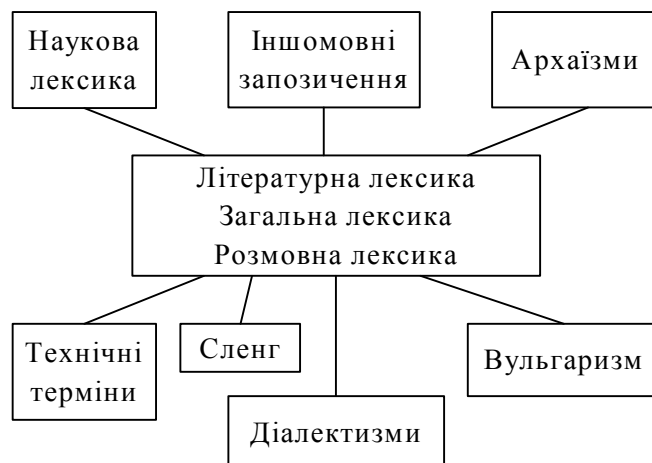 Наукова
лексика
Іншомовні
запозичення
Архаїзми
Літературна лексика
Загальна лексика
Розмовна лексика
Технічні
терміни
Сленг
Діалектизми
Вульгаризм